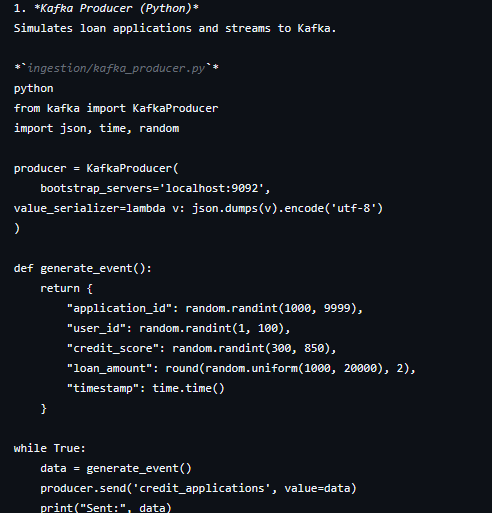 1. *Kafka Producer (Python)*
Simulates loan applications and streams to Kafka.
*`ingestion/kafka_producer.py`*
python
from kafka import KafkaProducer
import json, time, random
producer = KafkaProducer(
    bootstrap_servers='localhost:9092',
value_serializer=lambda v: json.dumps(v).encode('utf-8')
)
def generate_event():
    return {
        "application_id": random.randint(1000, 9999),
        "user_id": random.randint(1, 100),
        "credit_score": random.randint(300, 850),
        "loan_amount": round(random.uniform(1000, 20000), 2),
        "timestamp": time.time()
    }
while True:
    data = generate_event()
    producer.send('credit_applications', value=data)
    print("Sent:", data)